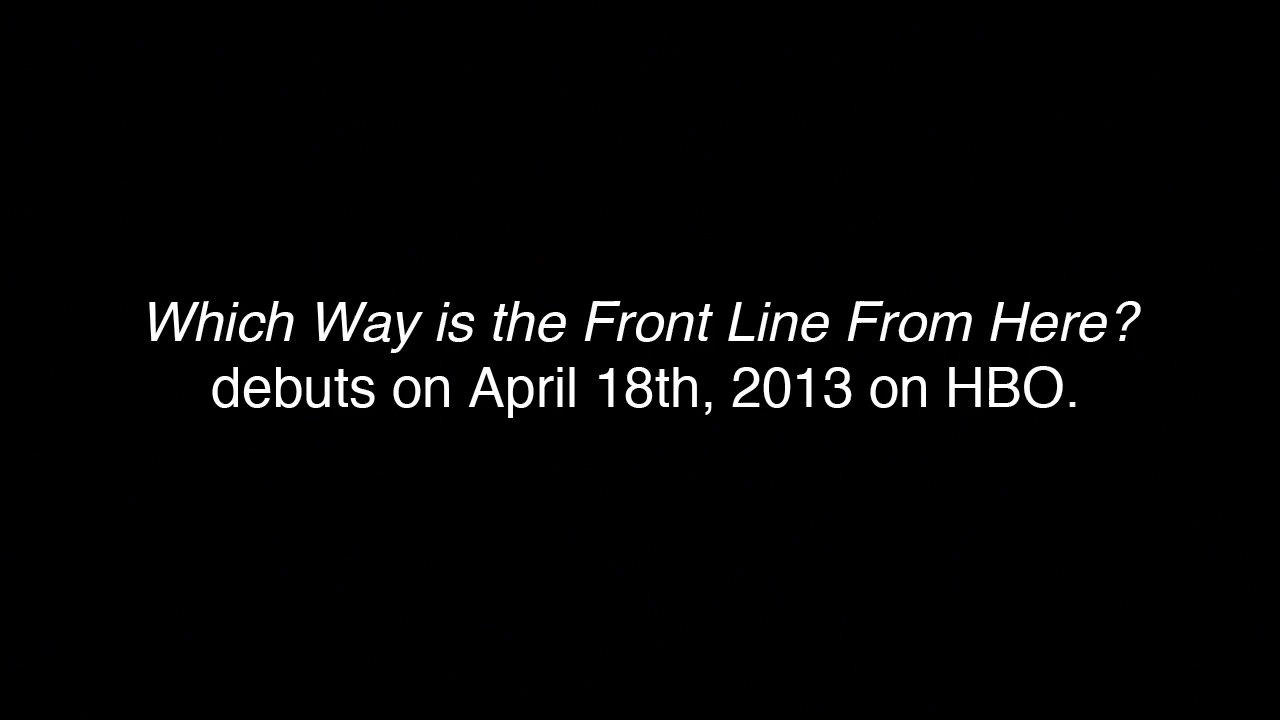 Which Way is the Front Line From Here?
debuts on April 18th, 2013 on HBO.